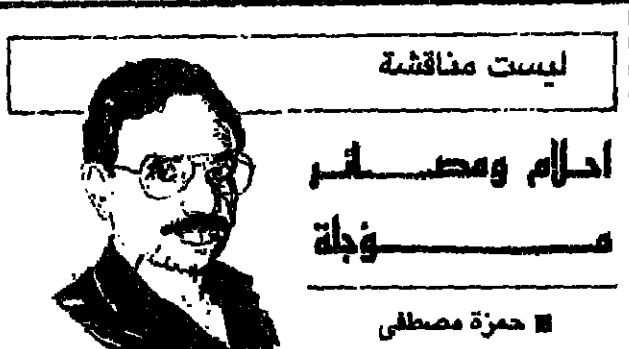 ليست مناقشة
احلام ومصائر
مؤجلة
■ حمزة مصطفى